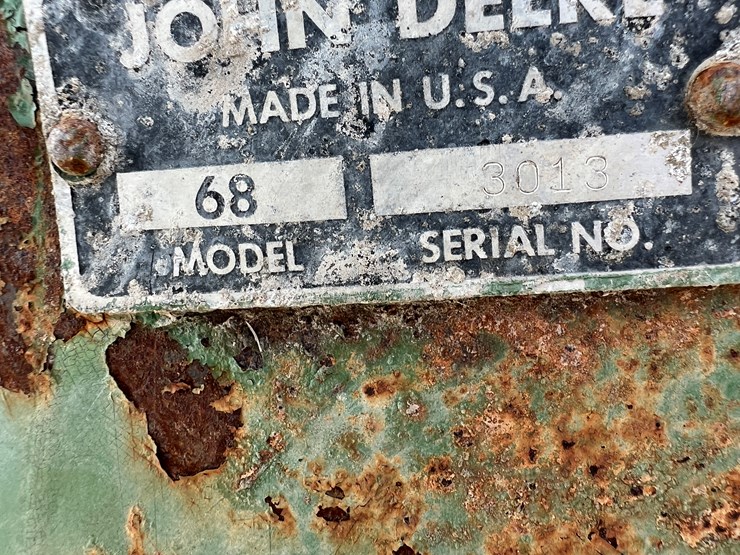 JOHN DEERE
MADE IN U.S.A.
68 3013
MODEL SERIAL NO.